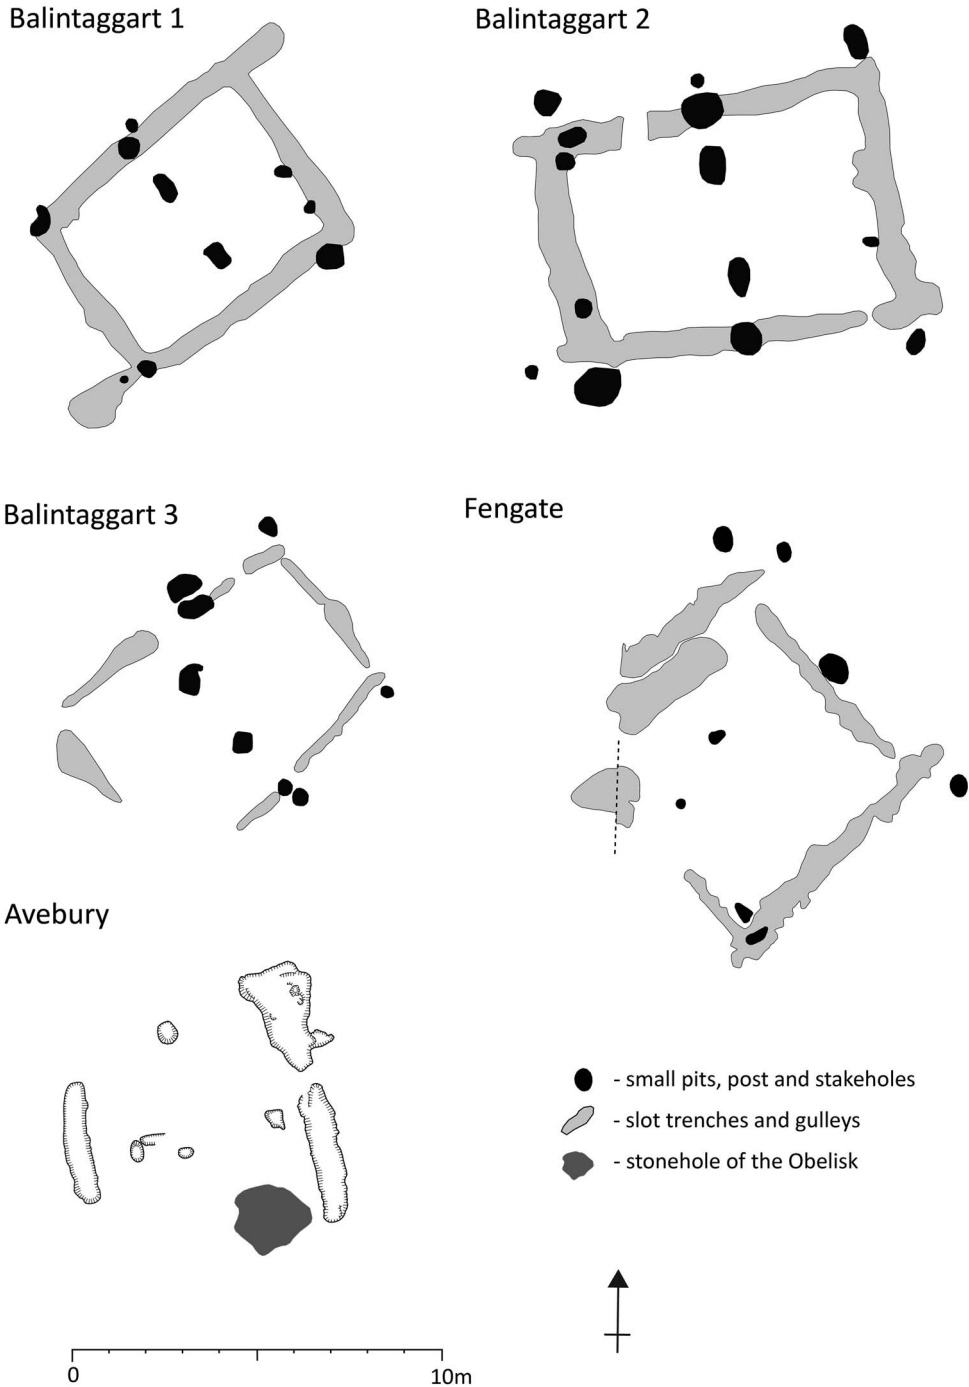 Balintaggart 1
Balintaggart 2
Balintaggart 3
Fengate
Avebury
- small pits, post and stakeholes
- slot trenches and gulleys
- stonehole of the Obelisk
0
10m